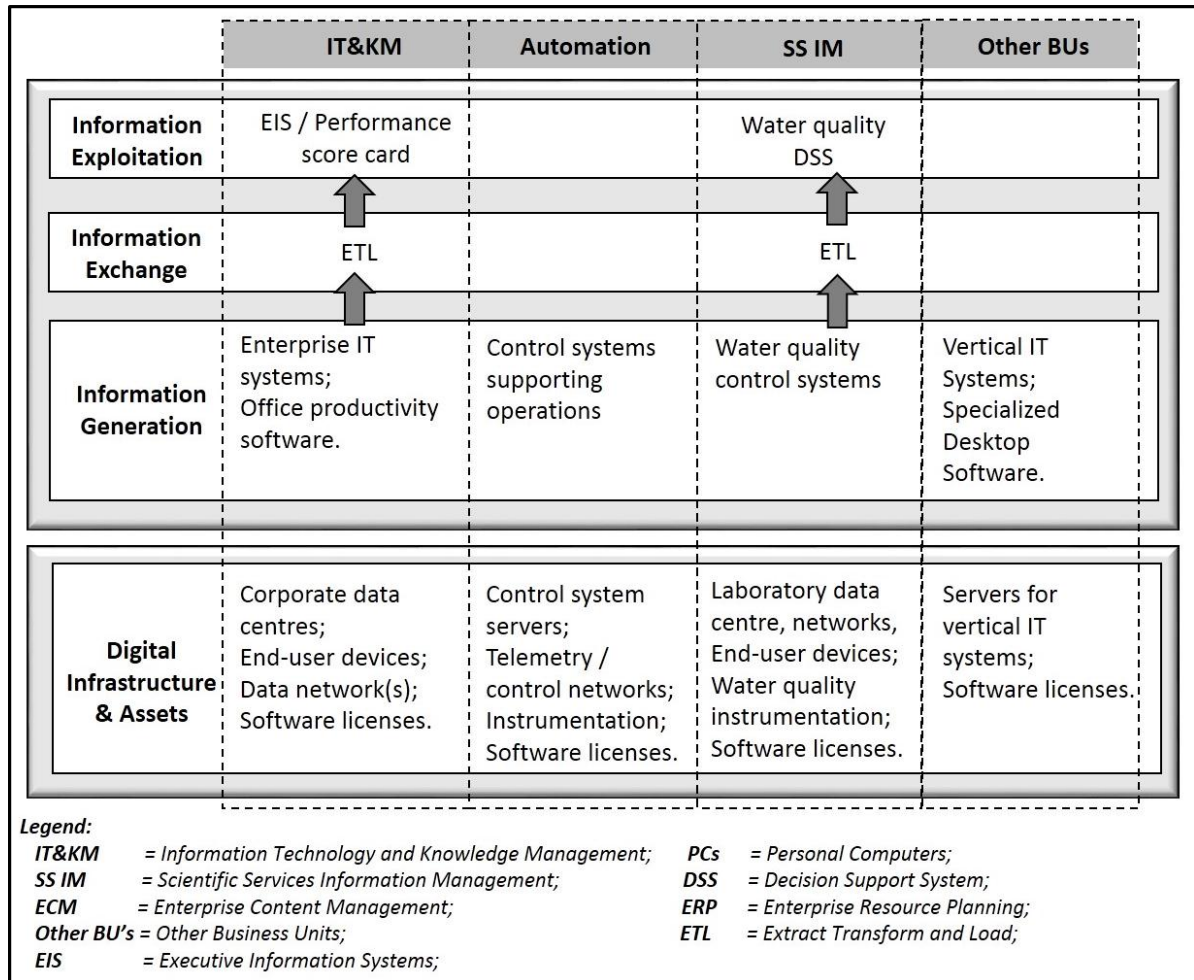 IT&KM
Automation
SS IM
Other BUs
Information
Exploitation
EIS / Performance
score card
Water quality
DSS
Information
Exchange
ETL
ETL
Information
Generation
Enterprise IT
systems;
Office productivity
software.
Control systems
supporting
operations
Water quality
control systems
Vertical IT
Systems;
Specialized
Desktop
Software.
Digital
Infrastructure
& Assets
Corporate data
centres;
End-user devices;
Data network(s);
Software licenses.
Control system
servers;
Telemetry /
control networks;
Instrumentation;
Software licenses.
Laboratory data
centre, networks,
End-user devices;
Water quality
instrumentation;
Software licenses.
Servers for
vertical IT
systems;
Software licenses.
Legend:
IT&KM = Information Technology and Knowledge Management;
SS IM = Scientific Services Information Management;
ECM = Enterprise Content Management;
Other BU's = Other Business Units;
EIS = Executive Information Systems;
PCs = Personal Computers;
DSS = Decision Support System;
ERP = Enterprise Resource Planning;
ETL = Extract Transform and Load;